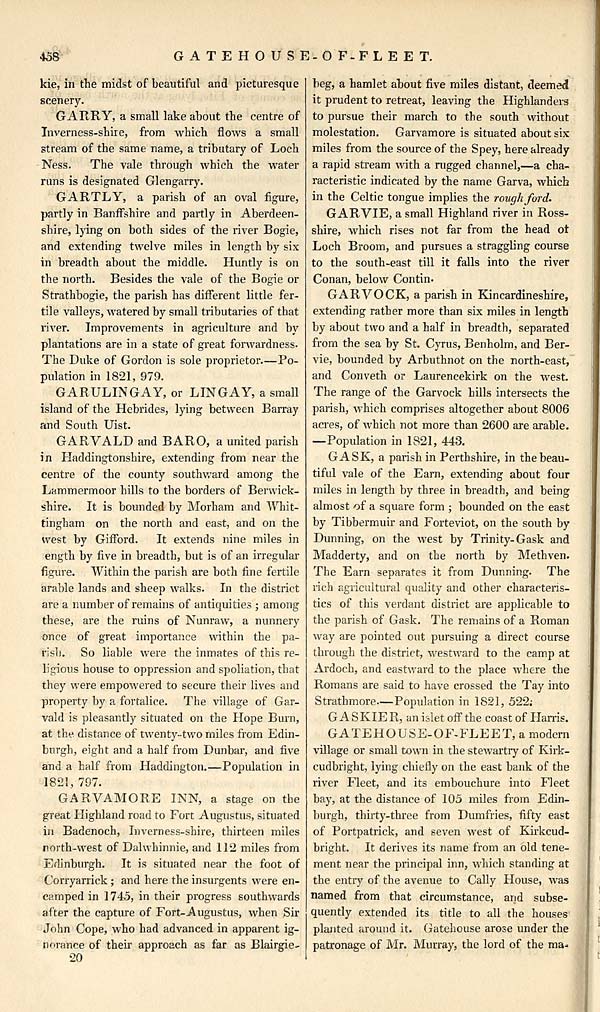 458
GATEHOUSE-OF-FLEET.
kie, in the midst of beautiful and picturesque
scenery.
GARRY, a small lake about the centre of
Inverness-shire, from which flows a small
stream of the same name, a tributary of Loch
Ness. The vale through which the water
runs is designated Glengarry.
GARTLY, a parish of an oval figure,
partly in Banffshire and partly in Aberdeen-
shire, lying on both sides of the river Bogie,
and extending twelve miles in length by six
in breadth about the middle. Huntly is on
the north. Besides the vale of the Bogie or
Strathbogie, the parish has different little fer-
tile valleys, watered by small tributaries of that
river. Improvements in agriculture and by
plantations are in a state of great forwardness.
The Duke of Gordon is sole proprietor.—Po-
pulation in 1821, 979.
GARULINGAY, or LINGAY, a small
island of the Hebrides, lying between Barray
and South Uist.
GARVALD and BARO, a united parish
in Haddingtonshire, extending from near the
centre of the county southward among the
Lammermoor hills to the borders of Berwick-
shire. It is bounded by Morham and Whit-
tingham on the north and east, and on the
west by Gifford. It extends nine miles in
ength by five in breadth, but is of an irregular
figure. Within the parish are both fine fertile
arable lands and sheep walks. In the district
are a number of remains of antiquities ; among
these, are the ruins of Nunraw, a nunnery
once of great importance within the pa-
rish. So liable were the inmates of this re-
ligious house to oppression and spoliation, that
they were empowered to secure their lives and
property by a fortalice. The village of Gar-
vald is pleasantly situated on the Hope Burn,
at the distance of twenty-two miles from Edin-
burgh, eight and a half from Dunbar, and five
and a half from Haddington.—Population in
1821, 797.
GARVAMORE INN, a stage on the
great Highland road to Fort Augustus, situated
in Badenoch, Inverness-shire, thirteen miles
north-west of Dalwhinnie, and 112 miles from
Edinburgh. It is situated near the foot of
Corryarrick ; and here the insurgents were en-
camped in 1745, in their progress southwards
after the capture of Fort-Augustus, when Sir
John Cope, who had advanced in apparent ig-
norance of their approach as far as Blairgie-
20
beg, a hamlet about five miles distant, deemed
it prudent to retreat, leaving the Highlanders
to pursue their march to the south without
molestation. Garvamore is situated about six
miles from the source of the Spey, here already
a rapid stream with a rugged channel,—a cha-
racteristic indicated by the name Garva, which
in the Celtic tongue implies the rough ford.
GARVIE, a small Highland river in Ross-
shire, which rises not far from the head of
Loch Broom, and pursues a straggling course
to the south-east till it falls into the river
Conan, below Contin.
GARVOCK, a parish in Kincardineshire,
extending rather more than six miles in length
by about two and a half in breadth, separated
from the sea by St. Cyrus, Benholm, and Ber-
vie, bounded by Arbuthnot on the north-east,
and Conveth or Laurencekirk on the west.
The range of the Garvock hills intersects the
parish, which comprises altogether about 8006
acres, of which not more than 2600 are arable.
—Population in 1821, 443.
GASK, a parish in Perthshire, in the beau-
tiful vale of the Earn, extending about four
miles in length by three in breadth, and being
almost of a square form ; bounded on the east
by Tibbermuir and Forteviot, on the south by
Dunning, on the west by Trinity-Gask and
Madderty, and on the north by Methven.
The Earn separates it from Dunning. The
rich agricultural quality and other characteris-
tics of this verdant district are applicable to
the parish of Gask. The remains of a Roman
way are pointed out pursuing a direct course
through the district, westward to the camp at
Ardoch, and eastward to the place where the
Romans are said to have crossed the Tay into
Strathmore.—Population in 1821, 522.
GASKIER, an islet off the coast of Harris.
GATEHOUSE-OF-FLEET, a modern
village or small town in the stewartry of Kirk-
cudbright, lying chiefly on the east bank of the
river Fleet, and its embouchure into Fleet
bay, at the distance of 105 miles from Edin-
burgh, thirty-three from Dumfries, fifty east
of Portpatrick, and seven west of Kirkcud-
bright. It derives its name from an old tene-
ment near the principal inn, which standing at
the entry of the avenue to Cally House, was
named from that circumstance, and subse-
quently extended its title to all the houses
planted around it. Gatehouse arose under the
patronage of Mr. Murray, the lord of the ma-